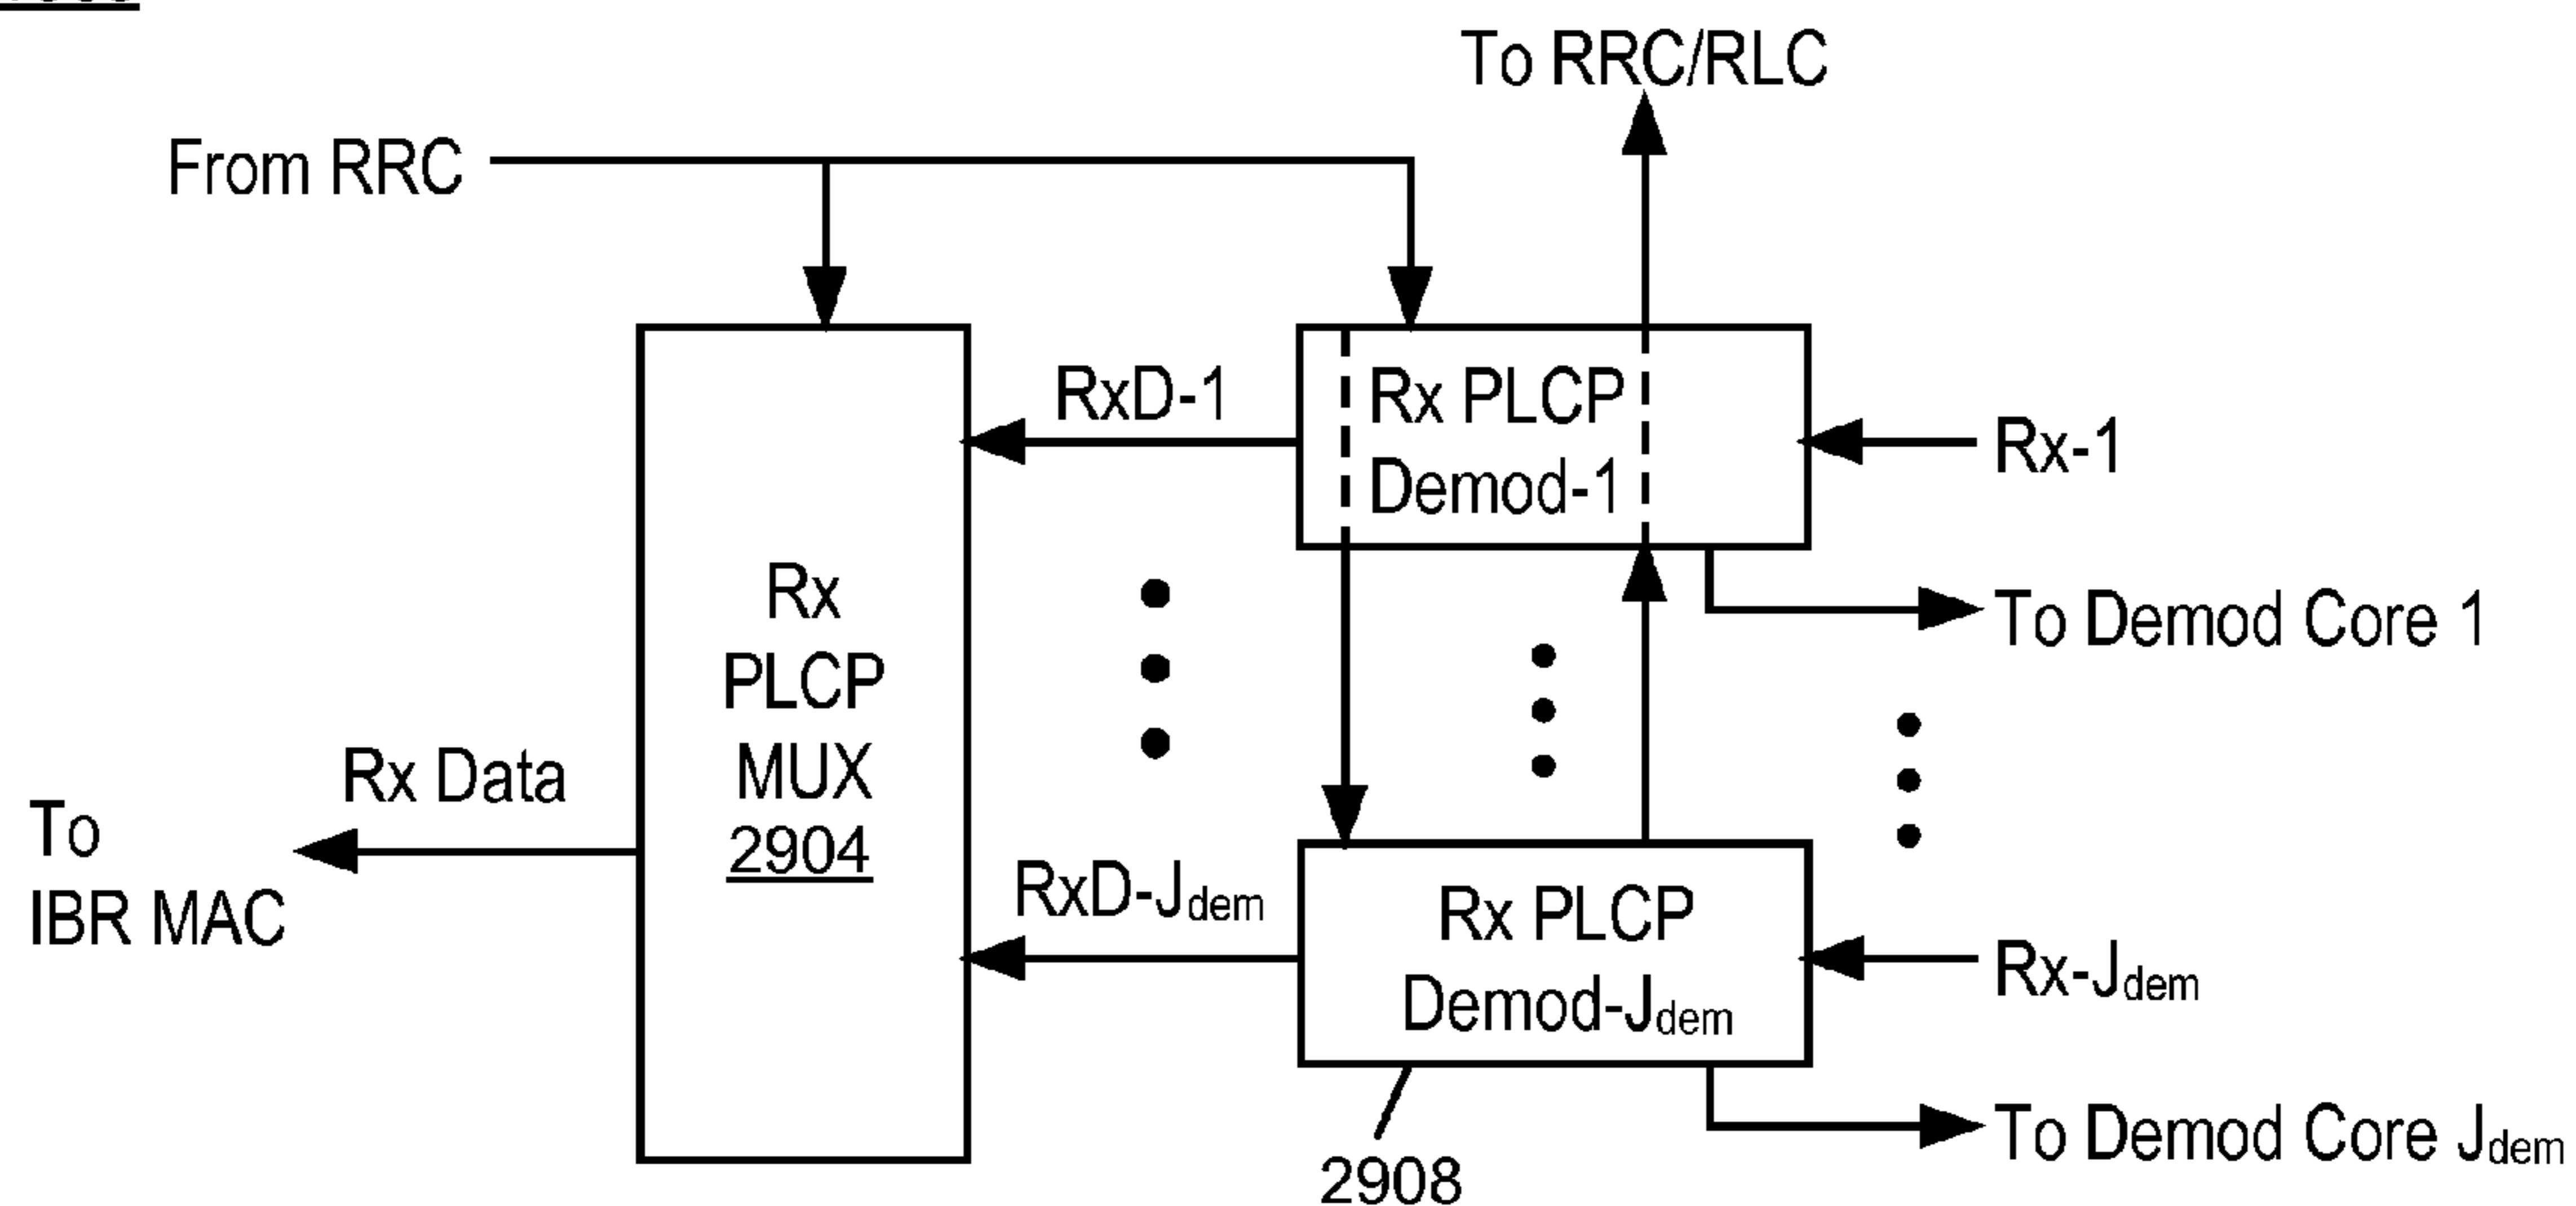 To RRC/RLC
From RRC
RxD-1
Rx PLCP
Demod-1
Rx-1
To Demod Core 1
Rx
PLCP
MUX
2904
Rx Data
To
IBR MAC
RxD-Jdem
Rx PLCP
Demod-Jdem
Rx-Jdem
To Demod Core Jdem
2908